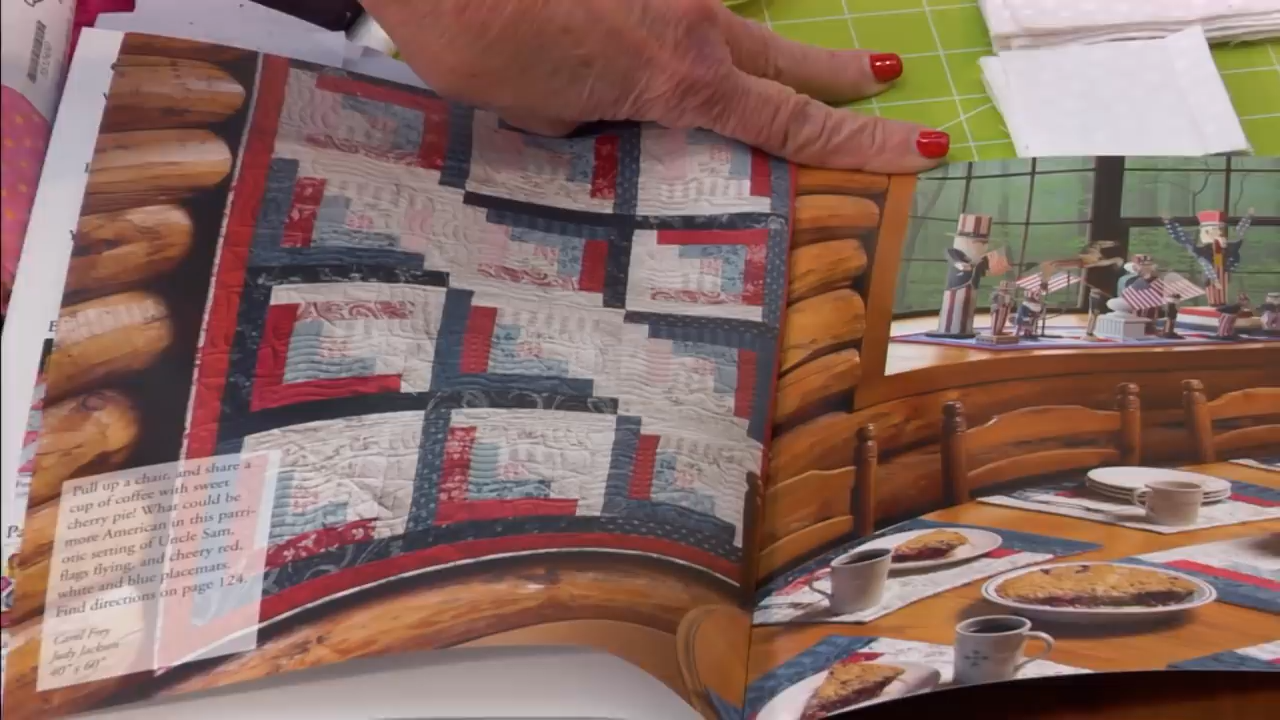 Pull up a chair, and share a
cup of coffee with sweet
cherry pie! What could be
more American in this patri-
otic setting of Uncle Sam,
flags flying, and cheery red,
white and blue placemats.
Find directions on page 124.
Carol Frey
Judy Jackson
40" x 60"